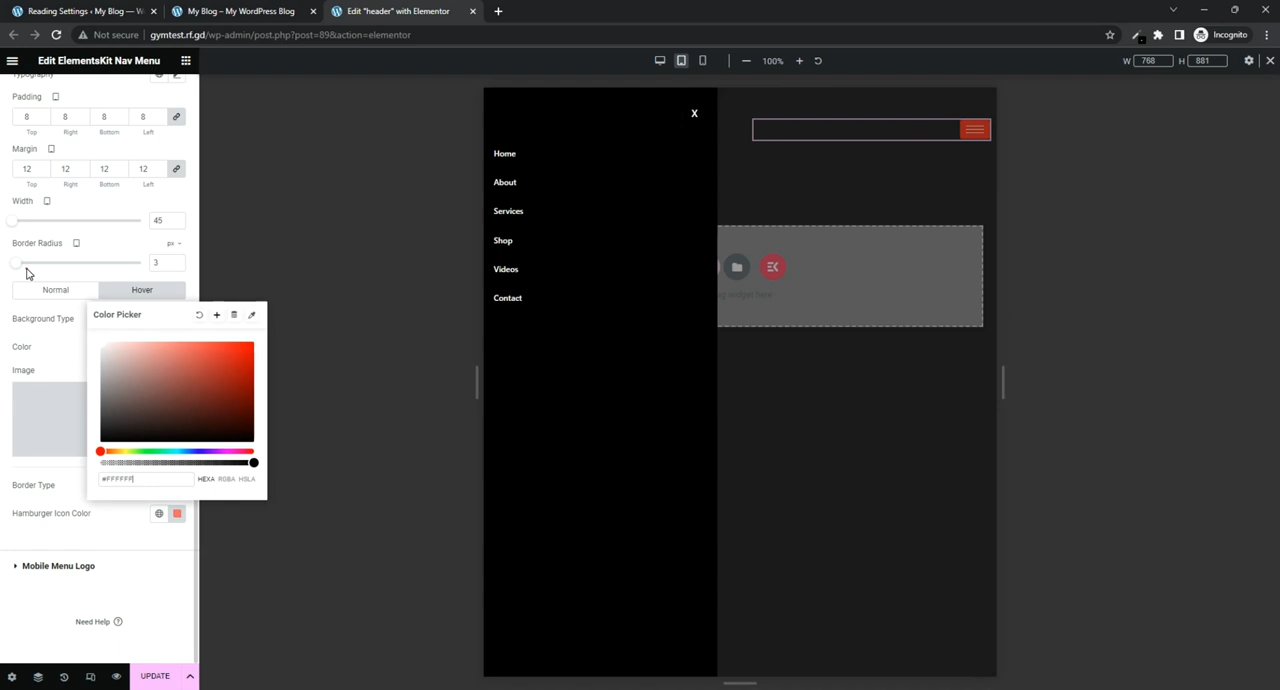 Reading Settings ‹ My Blog — W
My Blog – My WordPress Blog
Edit "header" with Elementor
Not secure
gymtest.rf.gd/wp-admin/post.php?post=89&action=elementor
Incognito
Edit ElementsKit Nav Menu
100%
W 768 H 881
Typography
Padding
8 8 8 8
Top Right Bottom Left
Margin
12 12 12 12
Top Right Bottom Left
Width
45
Border Radius px
3
Normal Hover
Background Type
Color
Image
Border Type
Hamburger Icon Color
Color Picker
#FFFFFF HEXA RGBA HSLA
Mobile Menu Logo
Need Help
UPDATE
X
Home
About
Services
Shop
Videos
Contact
widget here